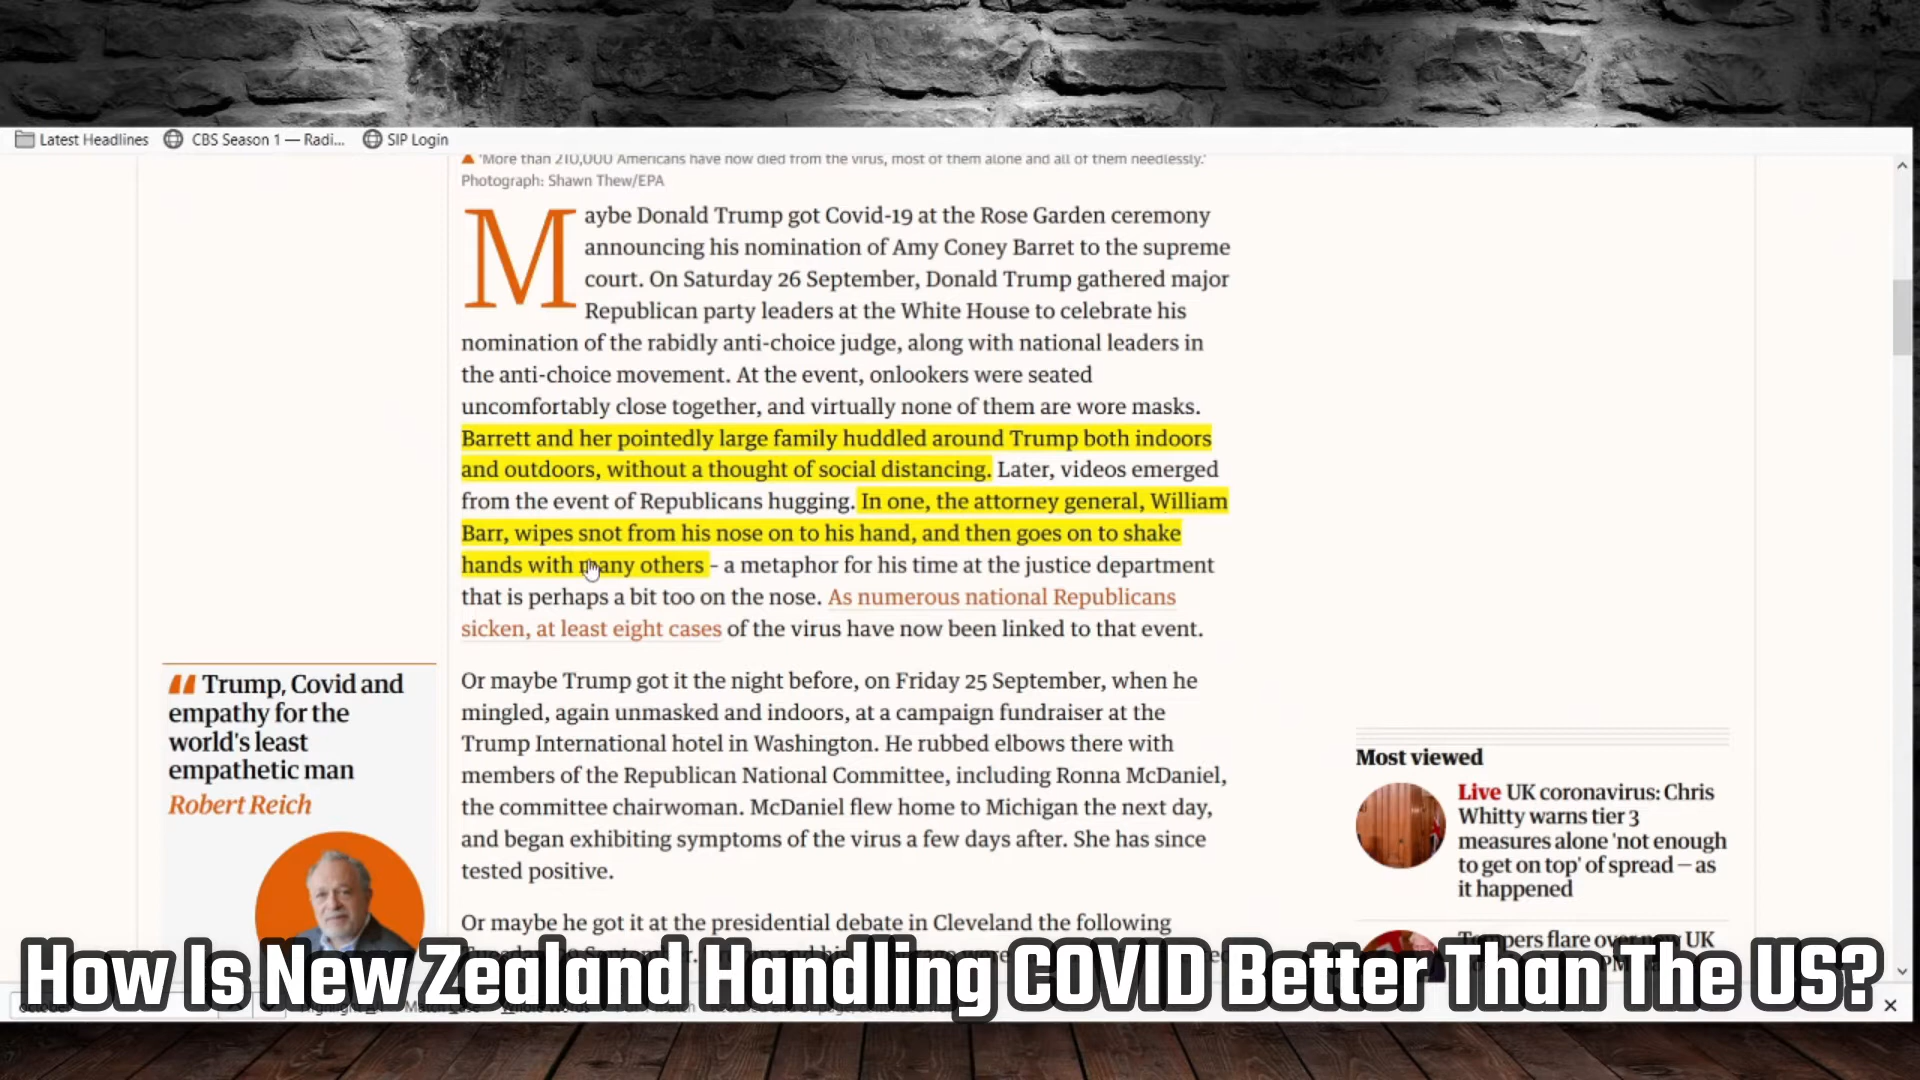 Latest Headlines CBS Season 1 — Radi... SIP Login
'More than 210,000 Americans have now died from the virus, most of them alone and all of them needlessly.'
Photograph: Shawn Thew/EPA
Maybe Donald Trump got Covid-19 at the Rose Garden ceremony
announcing his nomination of Amy Coney Barret to the supreme
court. On Saturday 26 September, Donald Trump gathered major
Republican party leaders at the White House to celebrate his
nomination of the rabidly anti-choice judge, along with national leaders in
the anti-choice movement. At the event, onlookers were seated
uncomfortably close together, and virtually none of them are wore masks.
Barrett and her pointedly large family huddled around Trump both indoors
and outdoors, without a thought of social distancing. Later, videos emerged
from the event of Republicans hugging. In one, the attorney general, William
Barr, wipes snot from his nose on to his hand, and then goes on to shake
hands with many others – a metaphor for his time at the justice department
that is perhaps a bit too on the nose. As numerous national Republicans
sicken, at least eight cases of the virus have now been linked to that event.
Or maybe Trump got it the night before, on Friday 25 September, when he
mingled, again unmasked and indoors, at a campaign fundraiser at the
Trump International hotel in Washington. He rubbed elbows there with
members of the Republican National Committee, including Ronna McDaniel,
the committee chairwoman. McDaniel flew home to Michigan the next day,
and began exhibiting symptoms of the virus a few days after. She has since
tested positive.
Or maybe he got it at the presidential debate in Cleveland the following
Trump, Covid and
empathy for the
world's least
empathetic man
Robert Reich
Most viewed
Live UK coronavirus: Chris
Whitty warns tier 3
measures alone 'not enough
to get on top' of spread – as
it happened
Tempers flare over new UK
How Is New Zealand Handling COVID Better Than The US?